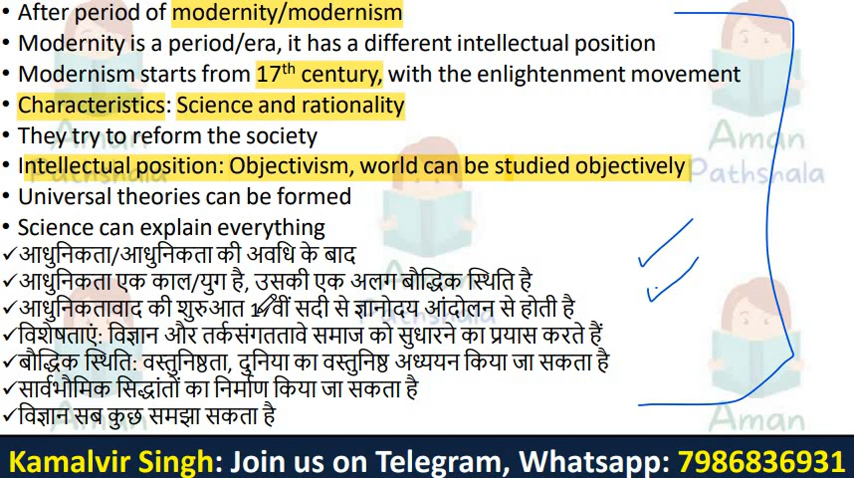 • After period of modernity/modernism
• Modernity is a period/era, it has a different intellectual position
• Modernism starts from 17th century, with the enlightenment movement
• Characteristics: Science and rationality
• They try to reform the society
• Intellectual position: Objectivism, world can be studied objectively
• Universal theories can be formed
• Science can explain everything
✓आधुनिकता/आधुनिकता की अवधि के बाद
✓आधुनिकता एक काल/युग है, उसकी एक अलग बौद्धिक स्थिति है
✓आधुनिकतावाद की शुरुआत 17वीं सदी से ज्ञानोदय आंदोलन से होती है
✓विशेषताएं: विज्ञान और तर्कसंगततावे समाज को सुधारने का प्रयास करते हैं
✓बौद्धिक स्थिति: वस्तुनिष्ठता, दुनिया का वस्तुनिष्ठ अध्ययन किया जा सकता है
✓सार्वभौमिक सिद्धांतों का निर्माण किया जा सकता है
✓विज्ञान सब कुछ समझा सकता है
Aman
Pathshala
Aman
Pathshala
Aman
Kamalvir Singh: Join us on Telegram, Whatsapp: 7986836931